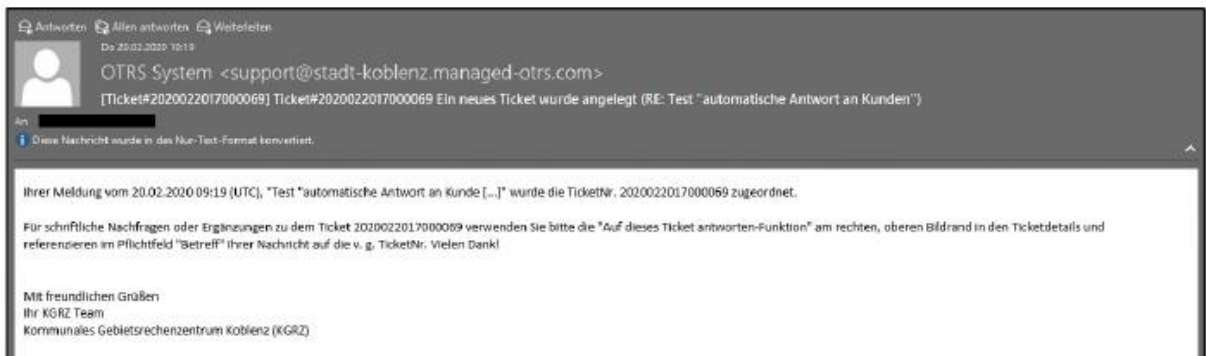 Antworten Allen antworten Weiterleiten
Do 20.02.2020 10:19
OTRS System <support@stadt-koblenz.managed-otrs.com>
[Ticket#2020022017000069] Ticket#2020022017000069 Ein neues Ticket wurde angelegt (RE: Test "automatische Antwort an Kunden")
An
Diese Nachricht wurde in das Nur-Text-Format konvertiert.
Ihrer Meldung vom 20.02.2020 09:19 (UTC), "Test "automatische Antwort an Kunde [...]" wurde die TicketNr. 2020022017000069 zugeordnet.
Für schriftliche Nachfragen oder Ergänzungen zu dem Ticket 2020022017000069 verwenden Sie bitte die "Auf dieses Ticket antworten-Funktion" am rechten, oberen Bildrand in den Ticketdetails und
referenzieren im Pflichtfeld "Betreff" Ihrer Nachricht auf die v. g. TicketNr. Vielen Dank!
Mit freundlichen Grüßen
Ihr KGRZ Team
Kommunales Gebietsrechenzentrum Koblenz (KGRZ)